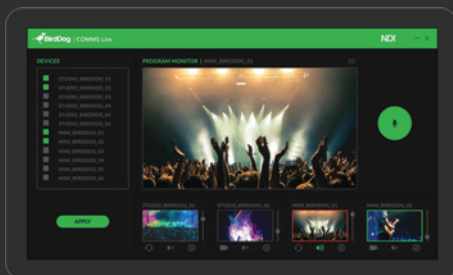 BirdDog | COMMS Lite
NDI
DEVICES
STUDIO_BIRDDOG_01
STUDIO_BIRDDOG_02
STUDIO_BIRDDOG_03
STUDIO_BIRDDOG_04
STUDIO_BIRDDOG_05
STUDIO_BIRDDOG_06
MINI_BIRDDOG_01
MINI_BIRDDOG_02
MINI_BIRDDOG_03
MINI_BIRDDOG_04
MINI_BIRDDOG_05
MINI_BIRDDOG_06
APPLY
PROGRAM MONITOR | MINI_BIRDDOG_01
STUDIO_BIRDDOG_01
STUDIO_BIRDDOG_02
MINI_BIRDDOG_01
MINI_BIRDDOG_02